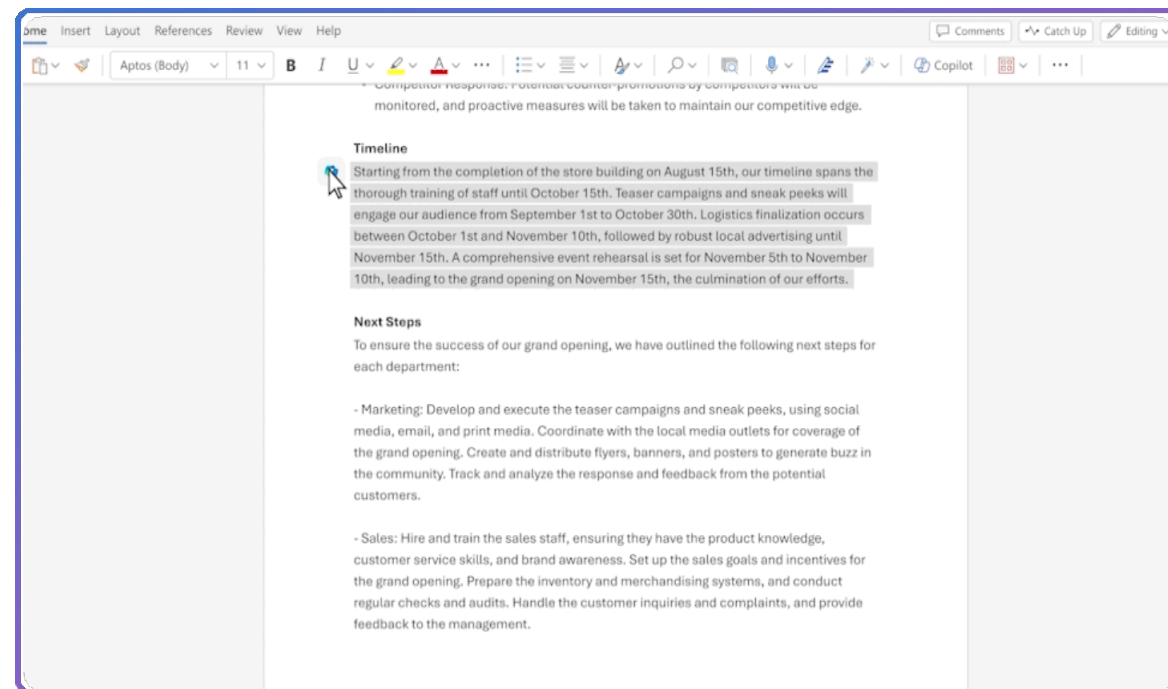 ome Insert Layout References Review View Help
Comments Catch Up Editing
Aptos (Body) 11 B I U A A Copilot
Competitor Response: Potential counter-promotions by competitors will be
monitored, and proactive measures will be taken to maintain our competitive edge.
Timeline
Starting from the completion of the store building on August 15th, our timeline spans the
thorough training of staff until October 15th. Teaser campaigns and sneak peeks will
engage our audience from September 1st to October 30th. Logistics finalization occurs
between October 1st and November 10th, followed by robust local advertising until
November 15th. A comprehensive event rehearsal is set for November 5th to November
10th, leading to the grand opening on November 15th, the culmination of our efforts.
Next Steps
To ensure the success of our grand opening, we have outlined the following next steps for
each department:
- Marketing: Develop and execute the teaser campaigns and sneak peeks, using social
media, email, and print media. Coordinate with the local media outlets for coverage of
the grand opening. Create and distribute flyers, banners, and posters to generate buzz in
the community. Track and analyze the response and feedback from the potential
customers.
- Sales: Hire and train the sales staff, ensuring they have the product knowledge,
customer service skills, and brand awareness. Set up the sales goals and incentives for
the grand opening. Prepare the inventory and merchandising systems, and conduct
regular checks and audits. Handle the customer inquiries and complaints, and provide
feedback to the management.